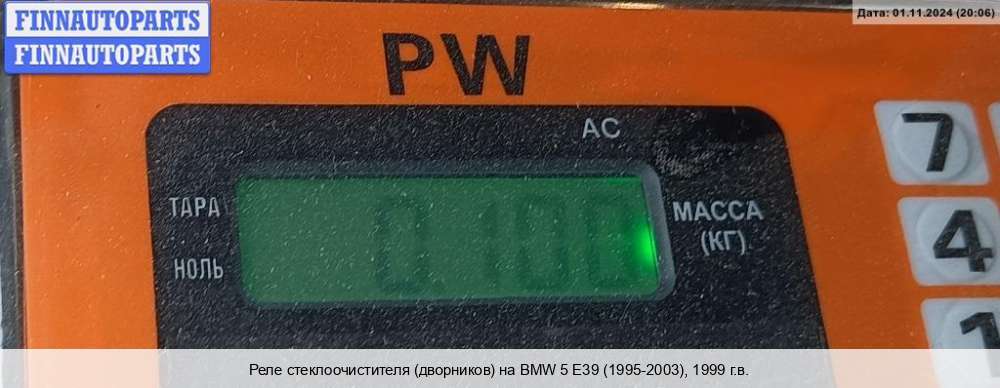 FINNAUTOPARTS
FINNAUTOPARTS
Дата: 01.11.2024 (20:06)
PW
AC
7
ТАРА
МАССА
(КГ)
0.100
4
НОЛЬ
1
Реле стеклоочистителя (дворников) на BMW 5 E39 (1995-2003), 1999 г.в.